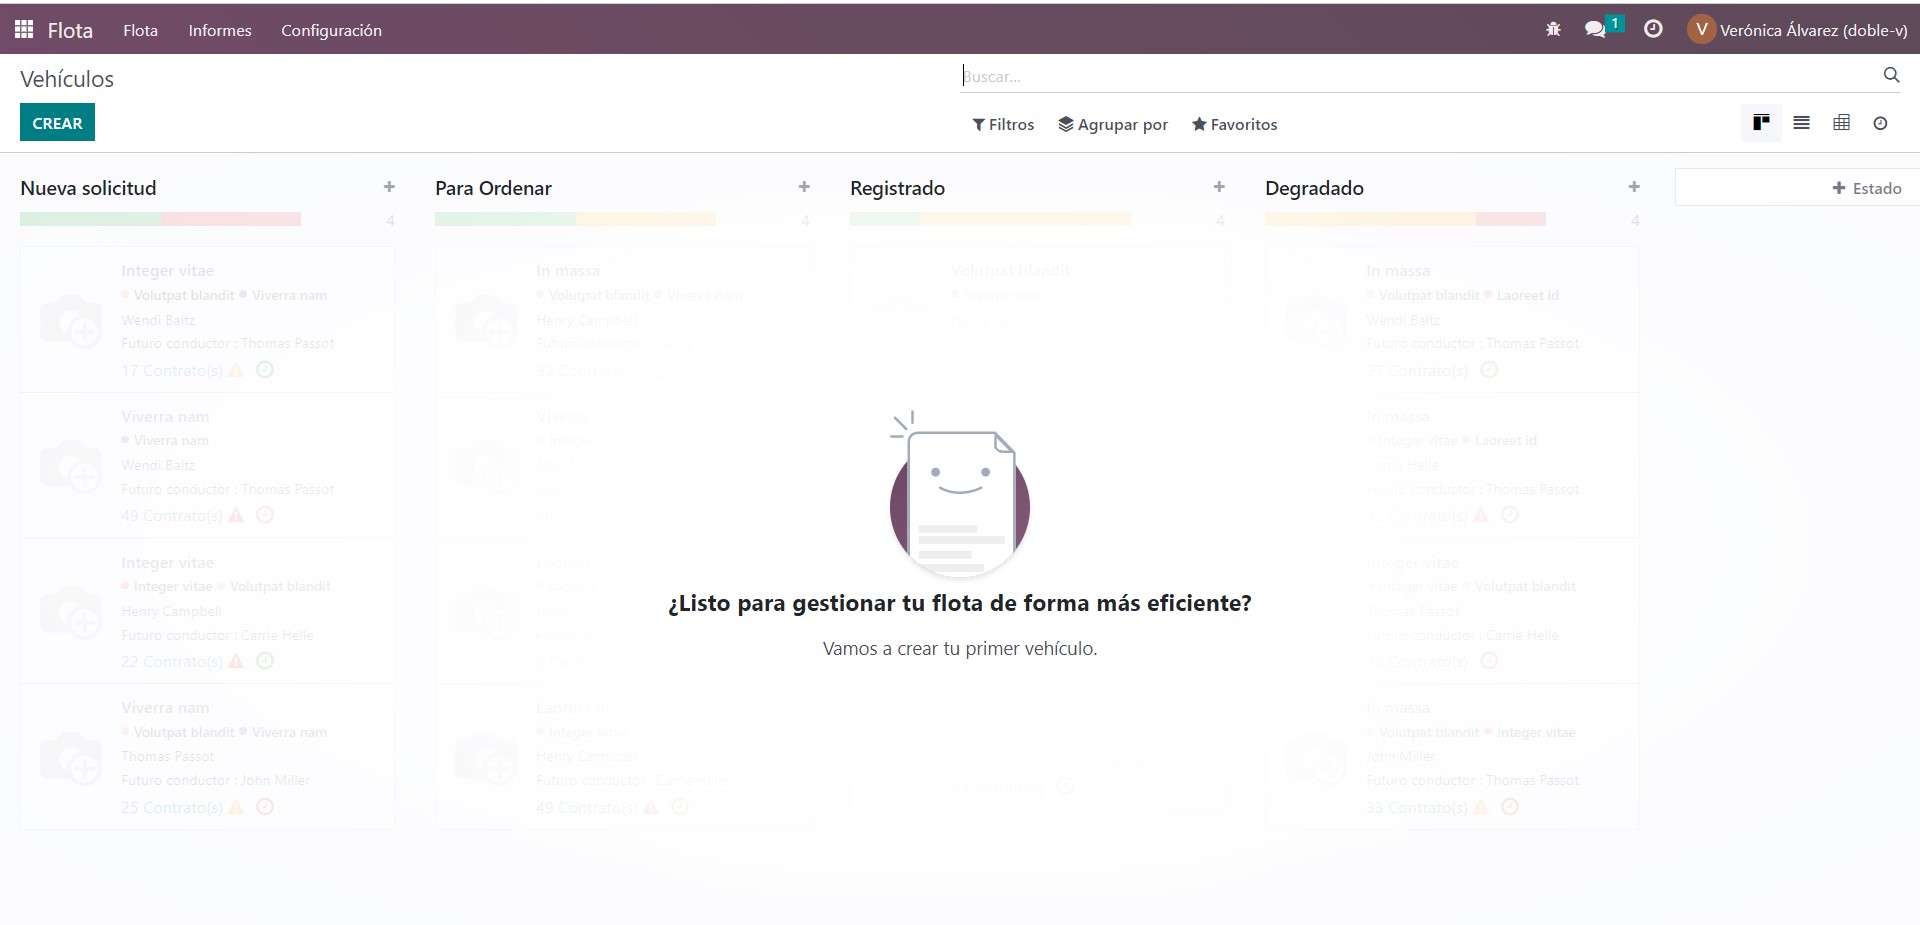 Flota Flota Informes Configuración 1 V Verónica Álvarez (doble-v)
Vehículos
Buscar...
CREAR
Filtros Agrupar por Favoritos
Nueva solicitud
4
Integer vitae
Volutpat blandit Viverra nam
Wendi Baltz
Futuro conductor : Thomas Passot
17 Contrato(s)
Viverra nam
Viverra nam
Wendi Baltz
Futuro conductor : Thomas Passot
49 Contrato(s)
Integer vitae
Integer vitae Volutpat blandit
Henry Campbell
Futuro conductor : Carrie Helle
22 Contrato(s)
Viverra nam
Volutpat blandit Viverra nam
Thomas Passot
Futuro conductor : John Miller
25 Contrato(s)
Para Ordenar
4
In massa
Volutpat blandit Viverra nam
Henry Campbell
Futuro conductor : Carrie Helle
Viverra nam
Laoreet id
Integer vitae
Henry Campbell
Futuro conductor : Carrie Helle
49 Contrato(s)
Registrado
4
Volutpat blandit
Viverra nam
Degradado
4
In massa
Volutpat blandit Laoreet id
Wendi Baltz
Futuro conductor : Thomas Passot
27 Contrato(s)
In massa
Integer vitae Laoreet id
Carrie Helle
Futuro conductor : Thomas Passot
Contrato(s)
Integer vitae
Integer vitae Volutpat blandit
Thomas Passot
Futuro conductor : Carrie Helle
18 Contrato(s)
In massa
Volutpat blandit Integer vitae
John Miller
Futuro conductor : Thomas Passot
33 Contrato(s)
Estado
¿Listo para gestionar tu flota de forma más eficiente?
Vamos a crear tu primer vehículo.